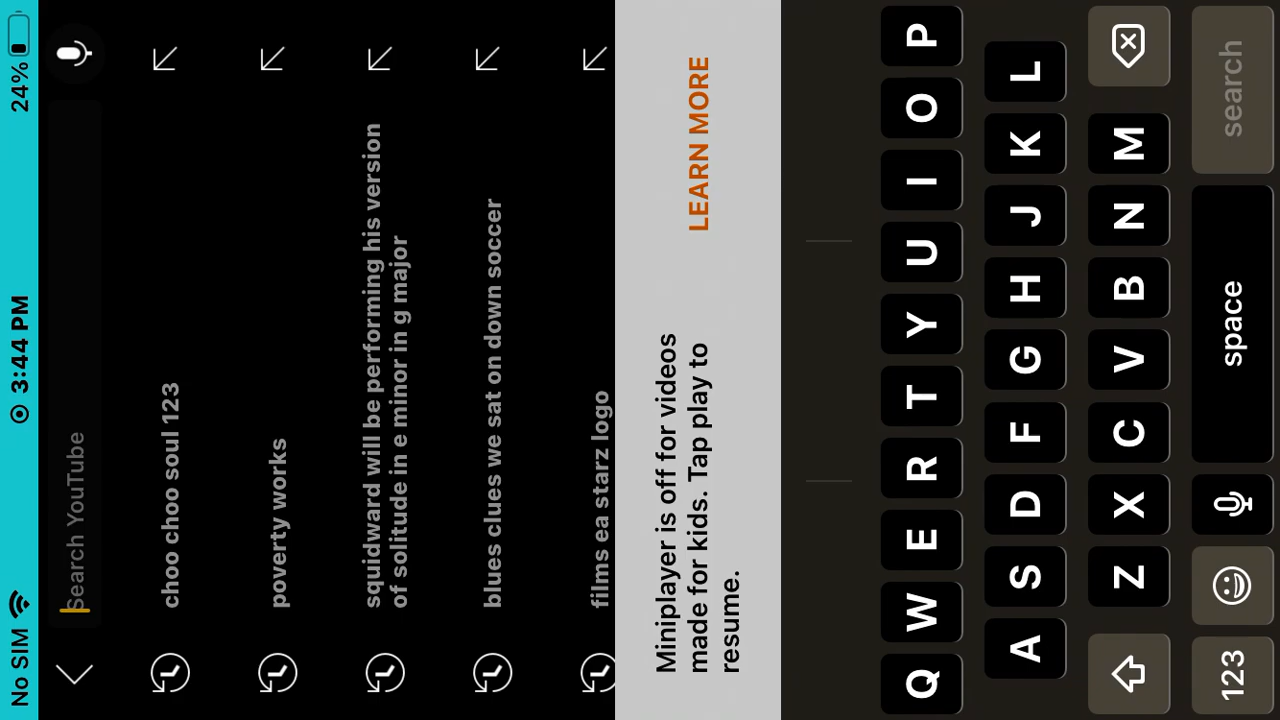 No SIM 3:44 PM 24%
Search YouTube
choo choo soul 123
poverty works
squidward will be performing his version
of solitude in e minor in g major
blues clues we sat on down soccer
films ea starz logo
Miniplayer is off for videos
made for kids. Tap play to
resume.
LEARN MORE
Q W E R T Y U I O P
A S D F G H J K L
Z X C V B N M
123 space search